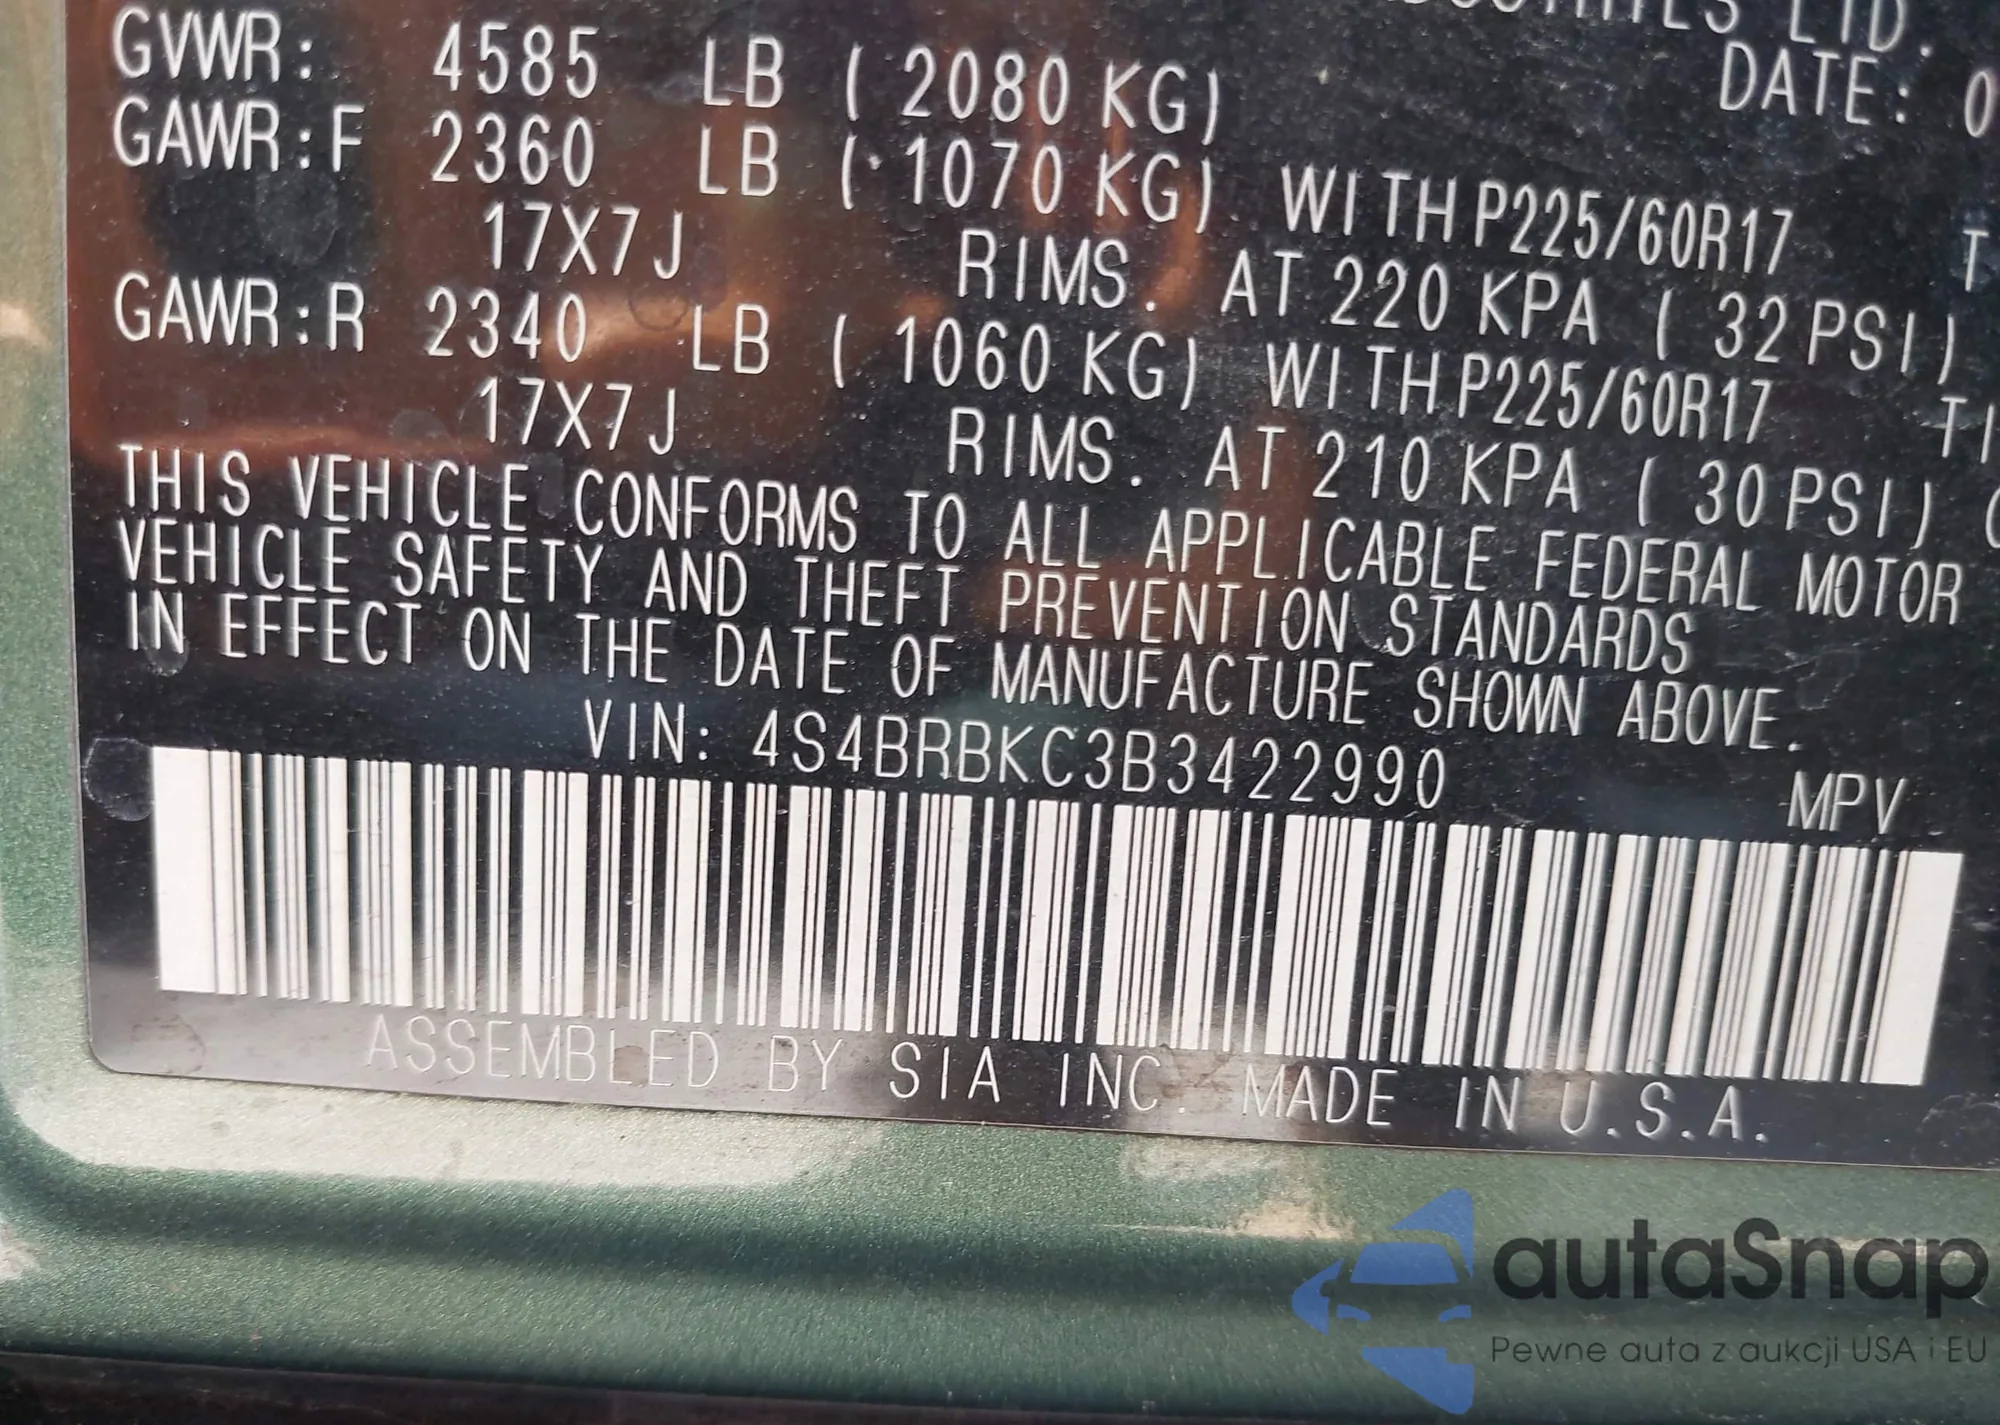 LTD.
GVWR: 4585 LB ( 2080 KG) DATE: 0
GAWR:F 2360 LB ( 1070 KG) WITH P225/60R17
17X7J RIMS. AT 220 KPA ( 32 PSI)
GAWR:R 2340 LB ( 1060 KG) WITH P225/60R17
17X7J RIMS. AT 210 KPA ( 30 PSI)
THIS VEHICLE CONFORMS TO ALL APPLICABLE FEDERAL MOTOR
VEHICLE SAFETY AND THEFT PREVENTION STANDARDS
IN EFFECT ON THE DATE OF MANUFACTURE SHOWN ABOVE.
VIN: 4S4BRBKC3B3422990 MPV
ASSEMBLED BY SIA INC. MADE IN U.S.A.
autaSnap
Pewne auta z aukcji USA i EU